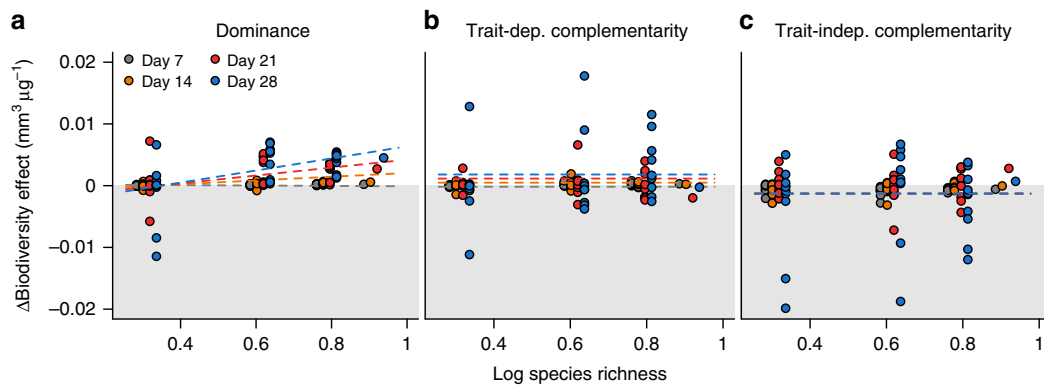 a Dominance
b Trait-dep. complementarity
c Trait-indep. complementarity
Day 7 Day 21
Day 14 Day 28
ΔBiodiversity effect (mm³ µg⁻¹)
0.02
0.01
0
−0.01
−0.02
0.4 0.6 0.8 1
0.4 0.6 0.8 1
0.4 0.6 0.8 1
Log species richness